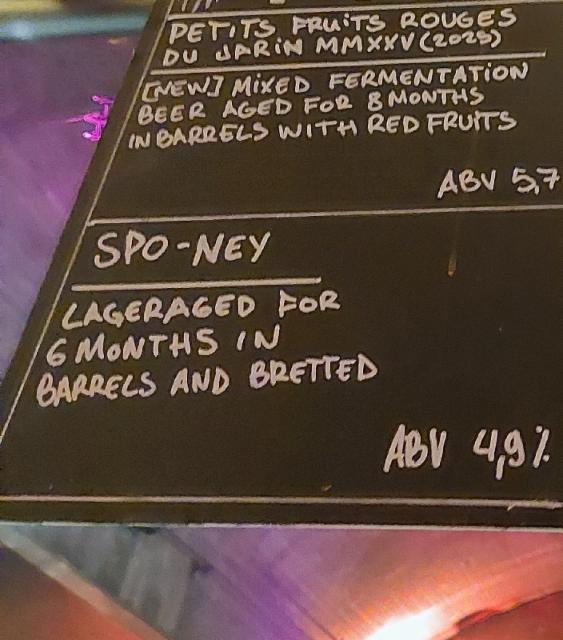 PETITS FRUITS ROUGES
DU JARIN MMXXV (2025)
[NEW] MIXED FERMENTATION
BEER AGED FOR 8 MONTHS
IN BARRELS WITH RED FRUITS
ABV 5,7
SPO-NEY
LAGERAGED FOR
6 MONTHS IN
BARRELS AND BRETTED
ABV 4,9%